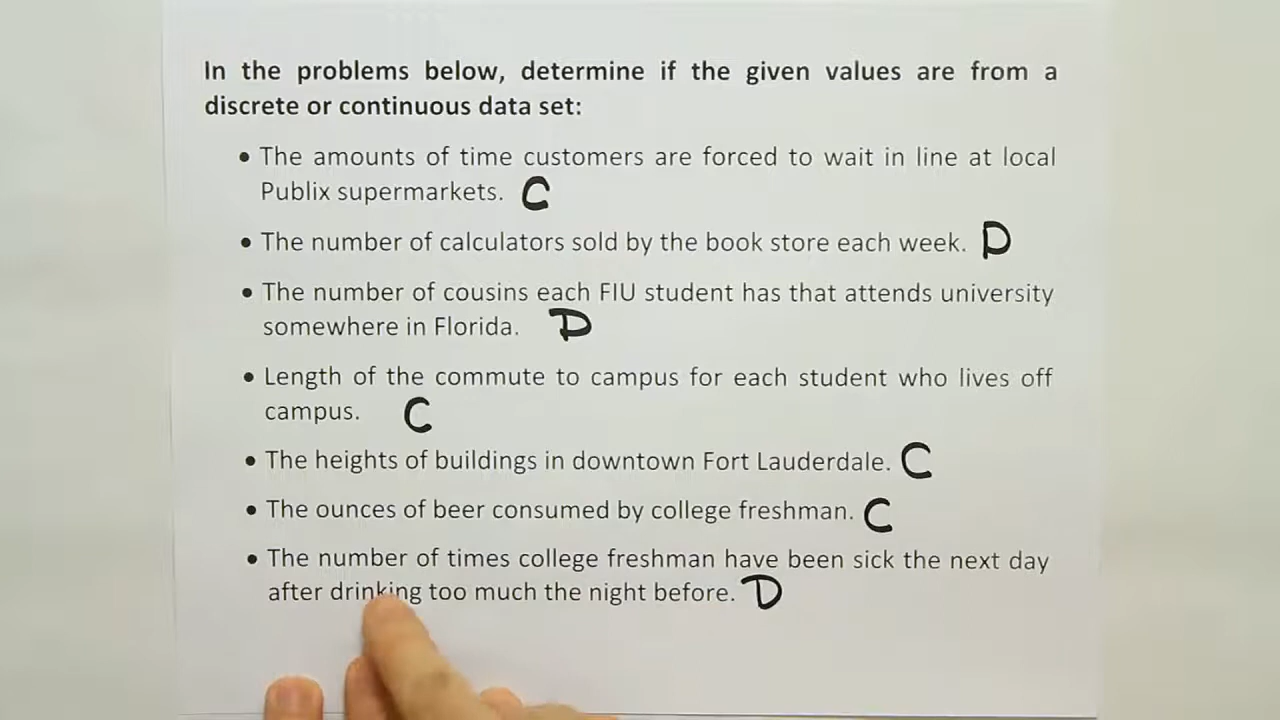 In the problems below, determine if the given values are from a
discrete or continuous data set:
• The amounts of time customers are forced to wait in line at local
Publix supermarkets. C
• The number of calculators sold by the book store each week. D
• The number of cousins each FIU student has that attends university
somewhere in Florida. D
• Length of the commute to campus for each student who lives off
campus. C
• The heights of buildings in downtown Fort Lauderdale. C
• The ounces of beer consumed by college freshman. C
• The number of times college freshman have been sick the next day
after drinking too much the night before. D